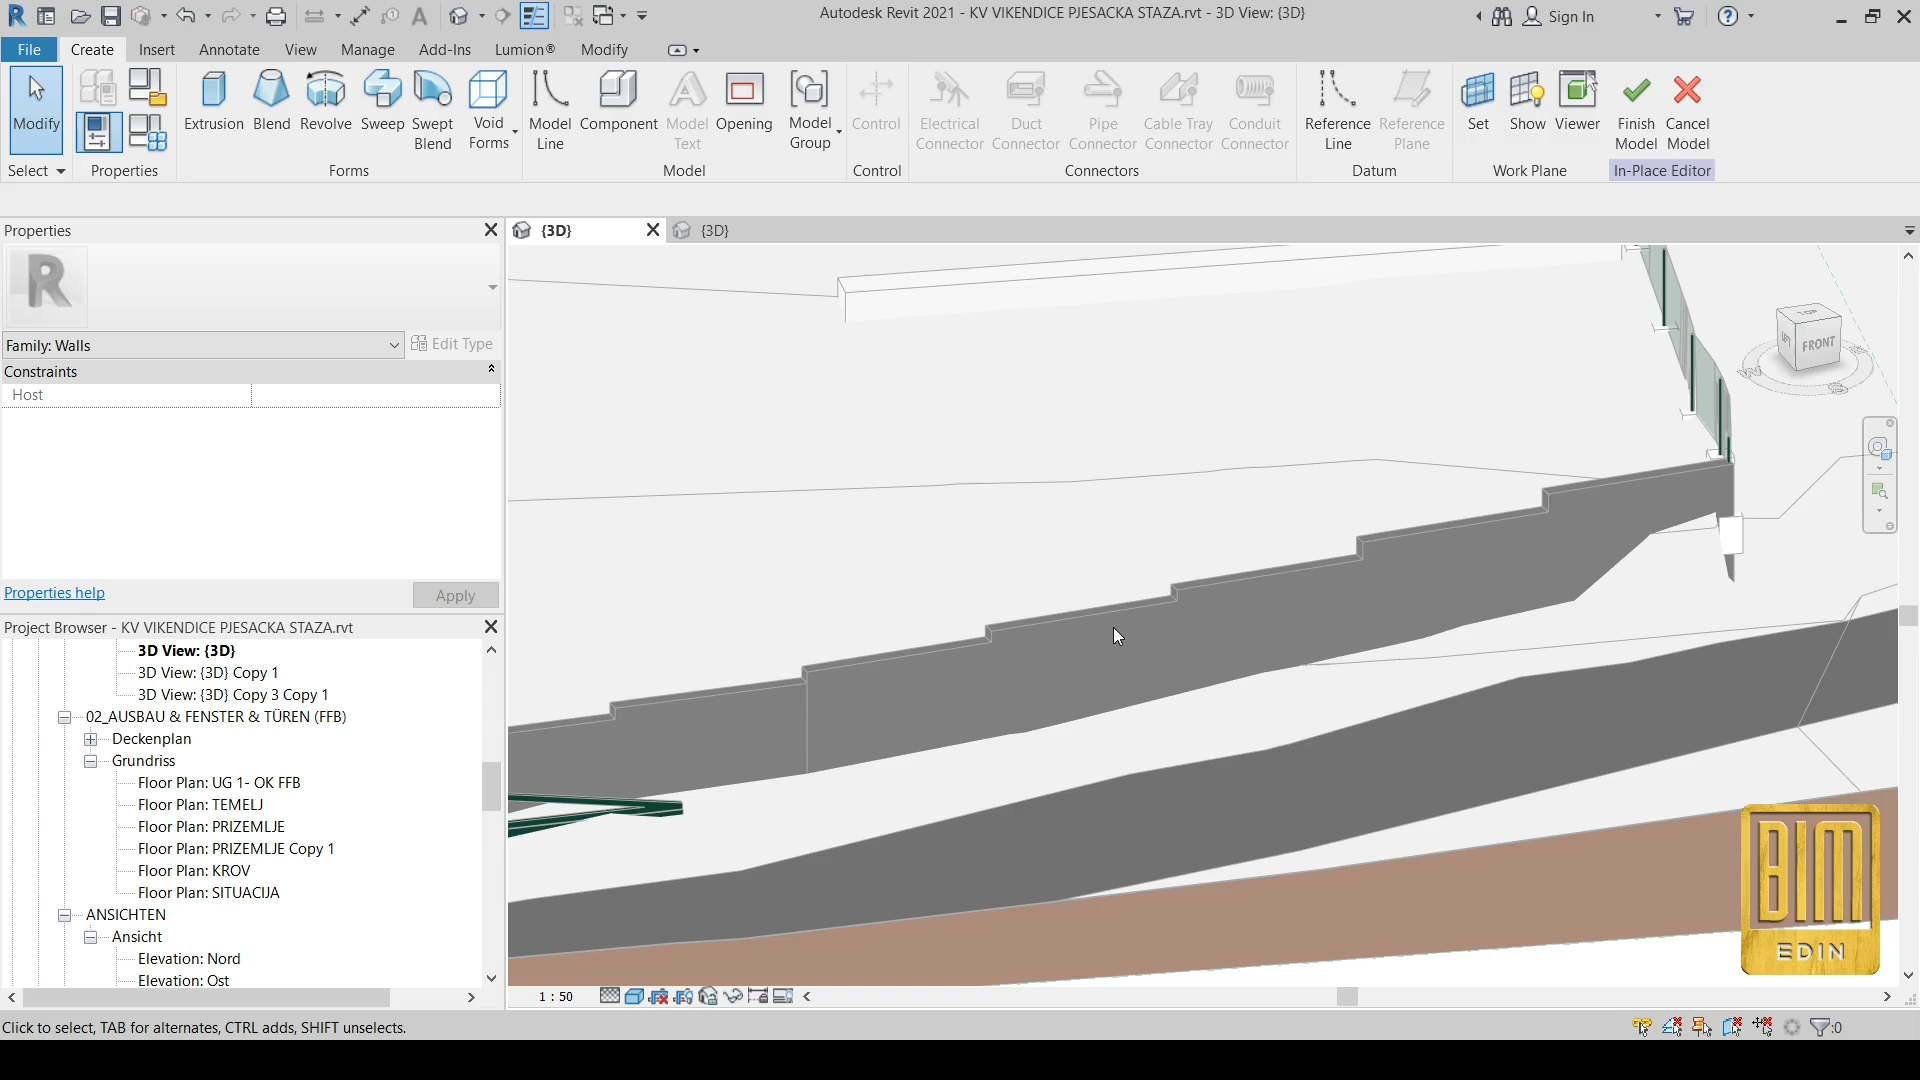 Autodesk Revit 2021 - KV VIKENDICE PJESACKA STAZA.rvt - 3D View: {3D}
Sign In
File
Create
Insert
Annotate
View
Manage
Add-Ins
Lumion®
Modify
Modify
Extrusion
Blend
Revolve
Sweep
Swept Blend
Void Forms
Model Line
Component
Model Text
Opening
Model Group
Control
Electrical Connector
Duct Connector
Pipe Connector
Cable Tray Connector
Conduit Connector
Reference Line
Reference Plane
Set
Show
Viewer
Finish Model
Cancel Model
Select
Properties
Forms
Model
Control
Connectors
Datum
Work Plane
In-Place Editor
Properties
{3D}
{3D}
R
Family: Walls
Edit Type
Constraints
Host
Properties help
Apply
Project Browser - KV VIKENDICE PJESACKA STAZA.rvt
3D View: {3D}
3D View: {3D} Copy 1
3D View: {3D} Copy 3 Copy 1
02_AUSBAU & FENSTER & TÜREN (FFB)
Deckenplan
Grundriss
Floor Plan: UG 1- OK FFB
Floor Plan: TEMELJ
Floor Plan: PRIZEMLJE
Floor Plan: PRIZEMLJE Copy 1
Floor Plan: KROV
Floor Plan: SITUACIJA
ANSICHTEN
Ansicht
Elevation: Nord
Elevation: Ost
TOP
LEFT
FRONT
W
S
BIM
EDIN
1 : 50
Click to select, TAB for alternates, CTRL adds, SHIFT unselects.
:0